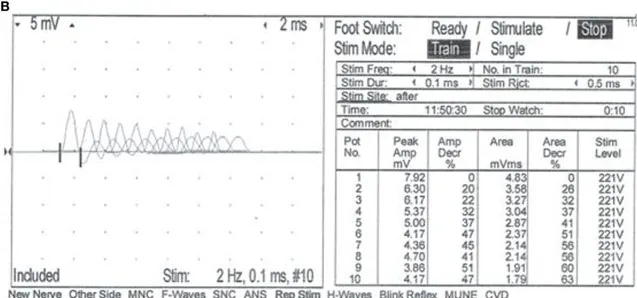 B
5 mV
2 ms
Foot Switch: Ready / Stimulate / Stop
Stim Mode: Train / Single
Stim Freq: 2 Hz No. in Train: 10
Stim Dur: 0.1 ms Stim Rjct: 0.5 ms
Stim Site: after
Time: 11:50:30 Stop Watch: 0:10
Comment:
Pot No. Peak Amp mV Amp Decr % Area mVms Area Decr % Stim Level
1 7.92 0 4.83 0 221V
2 6.30 20 3.58 26 221V
3 6.17 22 3.27 32 221V
4 5.37 32 3.04 37 221V
5 5.00 37 2.87 41 221V
6 4.17 47 2.37 51 221V
7 4.36 45 2.14 56 221V
8 4.70 41 2.14 56 221V
9 3.86 51 1.91 60 221V
10 4.17 47 1.79 63 221V
Included Stim: 2 Hz, 0.1 ms, #10
New Nerve Other Side MNC F-Waves SNC ANS Rep Stim H-Waves Blink Reflex MUNE CVD